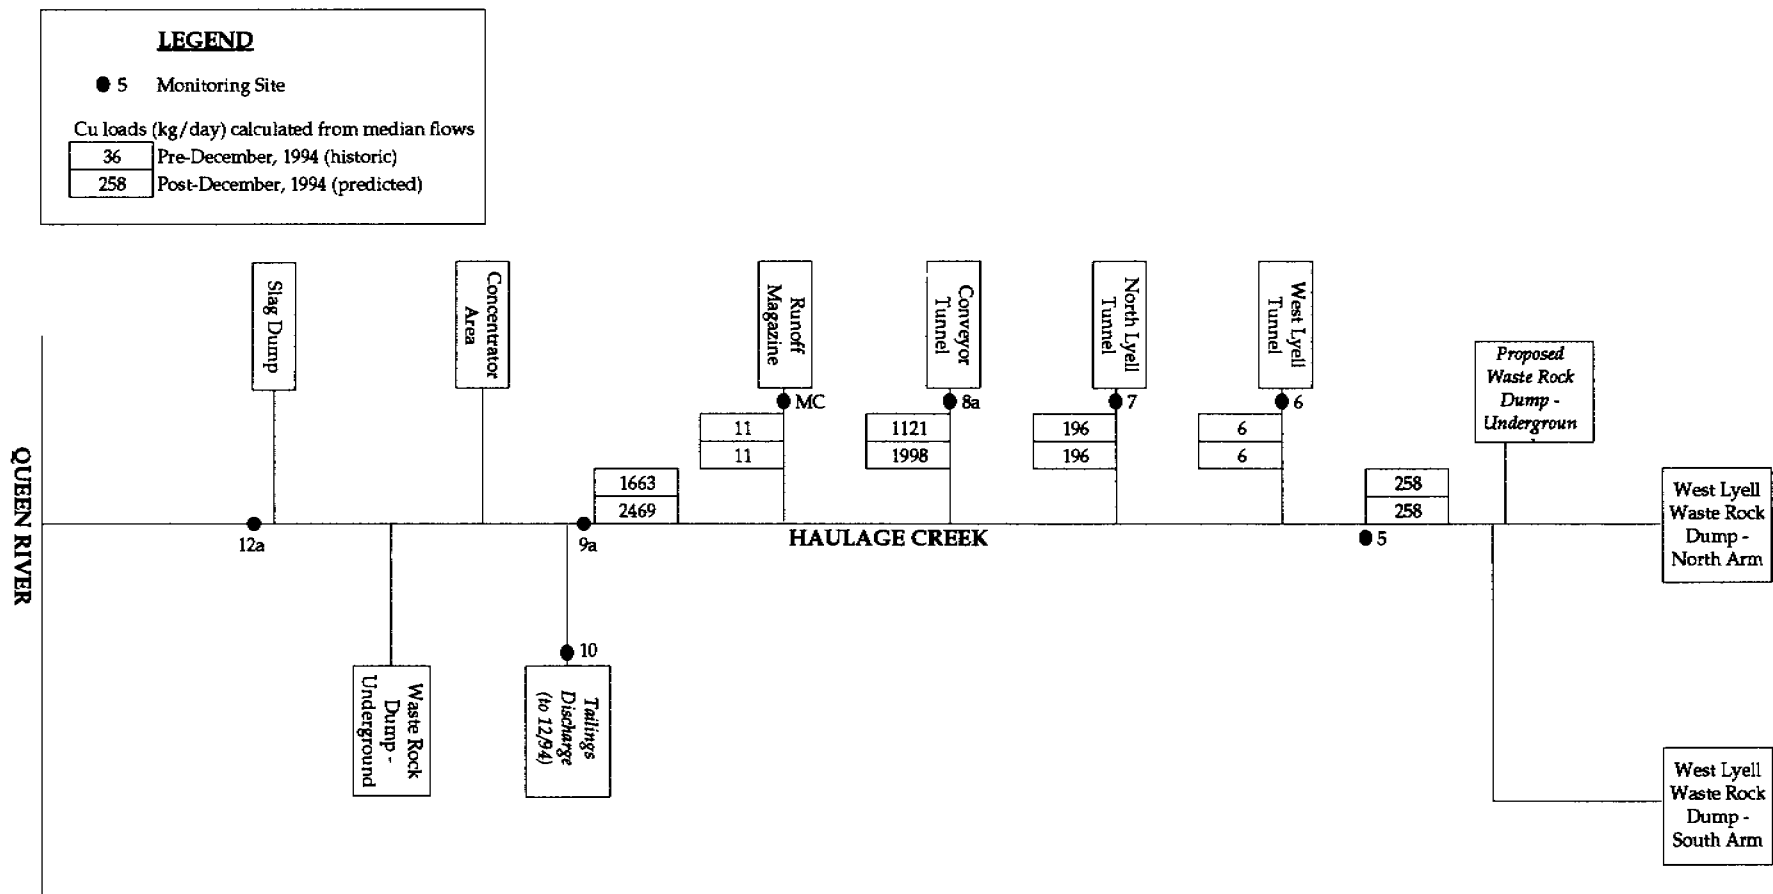 LEGEND
5 Monitoring Site
Cu loads (kg/day) calculated from median flows
36 Pre-December, 1994 (historic)
258 Post-December, 1994 (predicted)
Slag Dump
Concentrator
Area
Runoff
Magazine
Conveyor
Tunnel
North Lyell
Tunnel
West Lyell
Tunnel
Proposed
Waste Rock
Dump -
Undergroun
MC
8a
7
6
11
11
1121
1998
196
196
6
6
1663
2469
258
258
West Lyell
Waste Rock
Dump -
North Arm
QUEEN RIVER
12a
9a
HAULAGE CREEK
5
10
Waste Rock
Dump -
Underground
Tailings
Discharge
(to 12/94)
West Lyell
Waste Rock
Dump -
South Arm